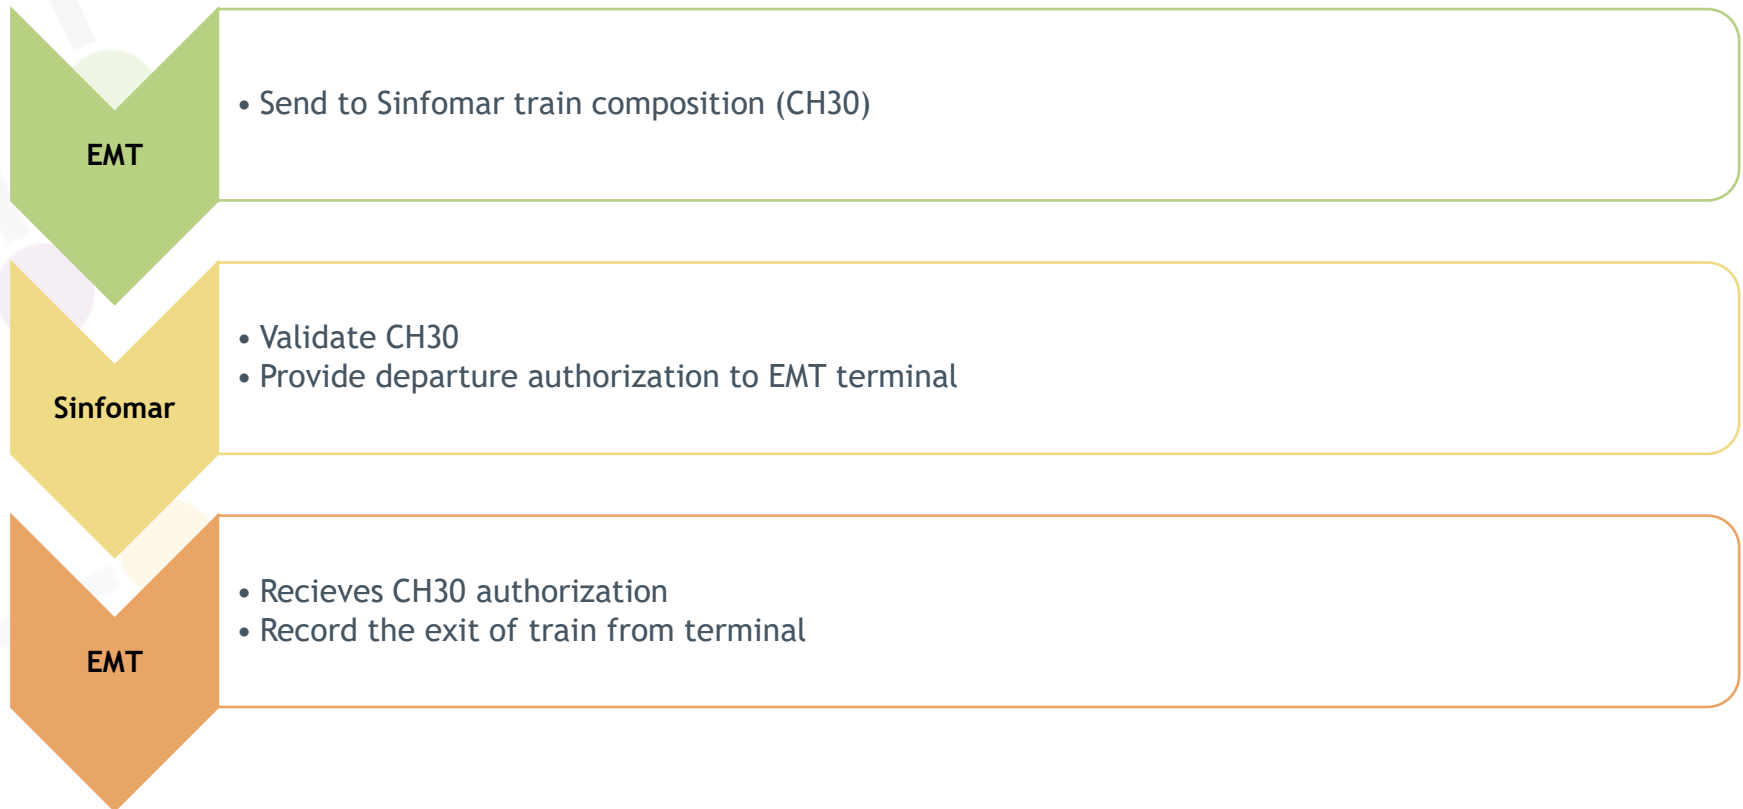 EMT
• Send to Sinfomar train composition (CH30)
Sinfomar
• Validate CH30
• Provide departure authorization to EMT terminal
EMT
• Recieves CH30 authorization
• Record the exit of train from terminal